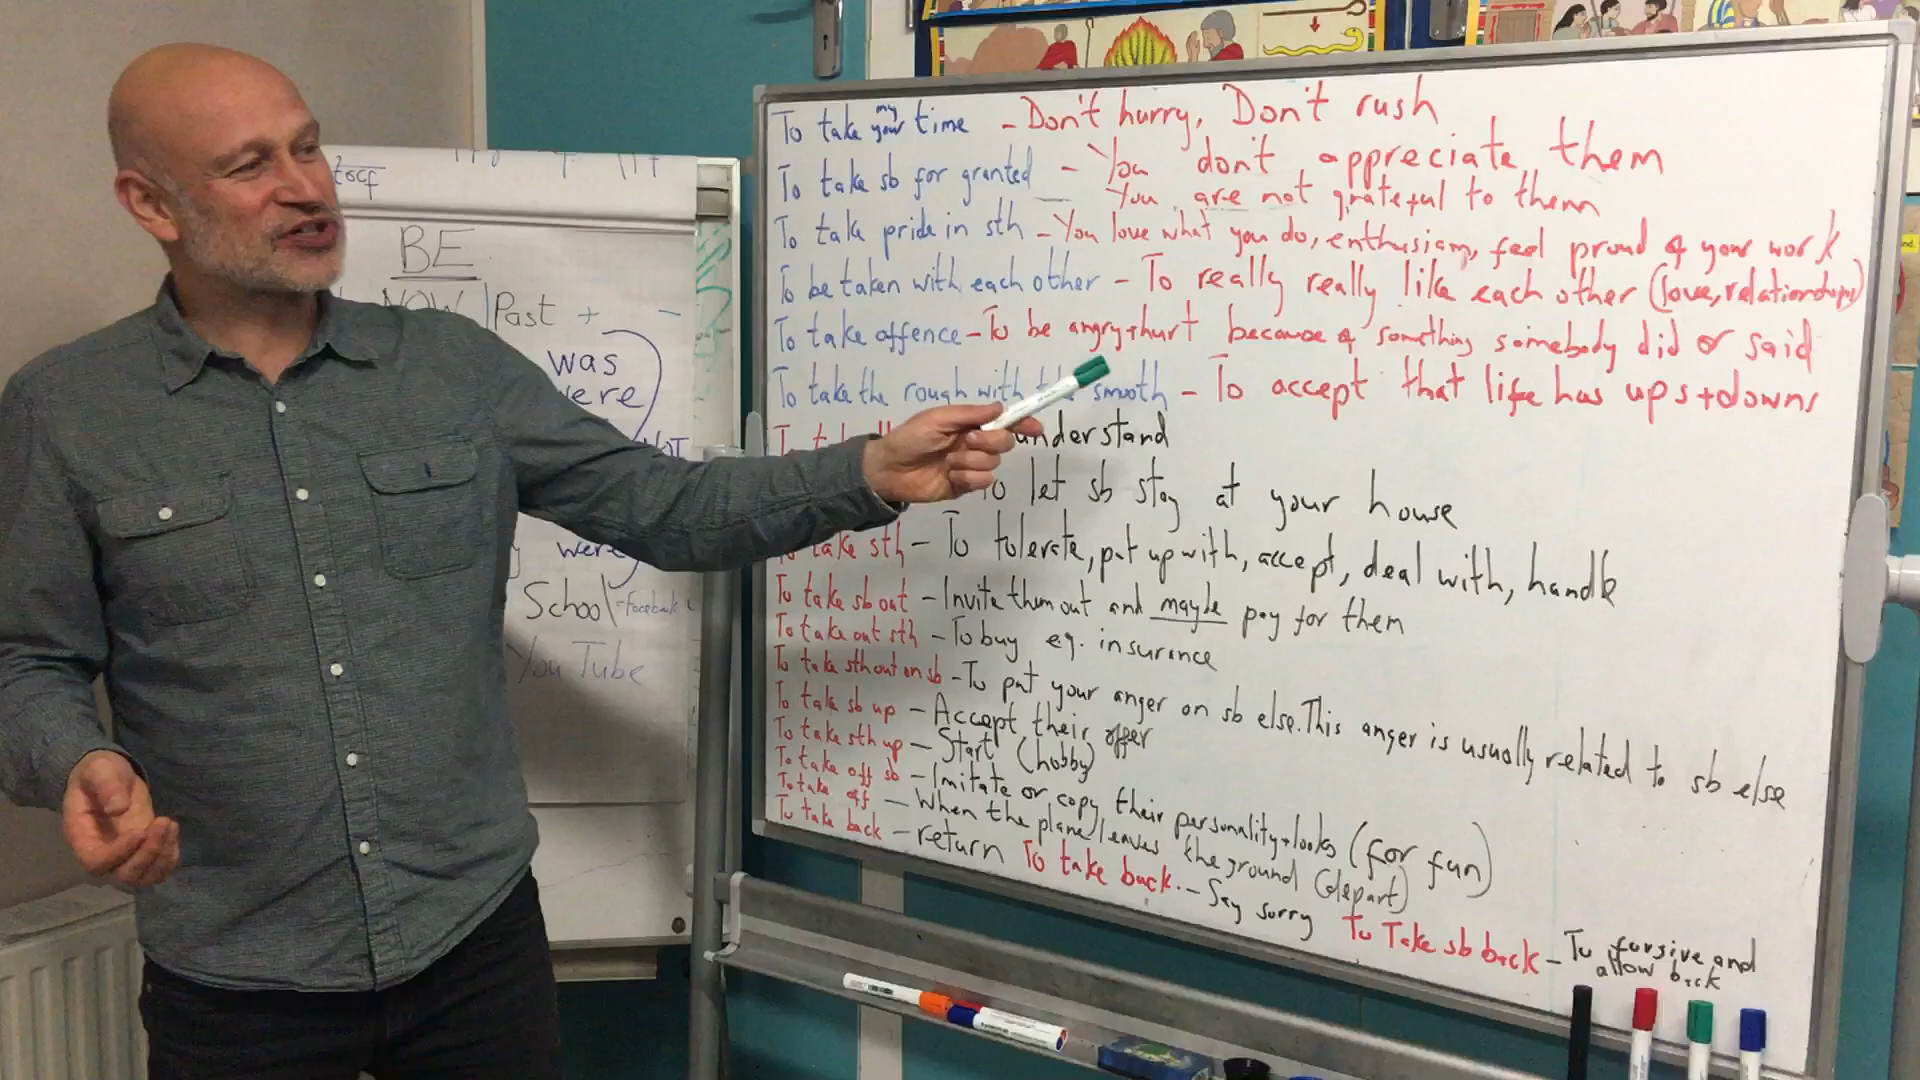 tocf
BE
NOW Past + -
was
were
were
School = Facebook
You Tube
To take my your time - Don't hurry, Don't rush
To take sb for granted - You don't appreciate them
You are not grateful to them
To take pride in sth - You love what you do, enthusiasm, feel proud of your work
To be taken with each other - To really really like each other (love, relationships)
To take offence - To be angry + hurt because of something somebody did or said
To take the rough with smooth - To accept that life has ups + downs
To understand
To let sb stay at your house
To take sth - To tolerate, put up with, accept, deal with, handle
To take sb out - Invite them out and maybe pay for them
To take out sth - To buy eg. insurance
To take sth out on sb - To put your anger on sb else. This anger is usually related to sb else
To take sb up - Accept their offer
To take sth up - Start (hobby)
To take off sb - Imitate or copy their personality + looks (for fun)
To take off - When the plane leaves the ground (depart)
To take back - return To take back. - Say sorry To Take sb back - To forgive and
allow back